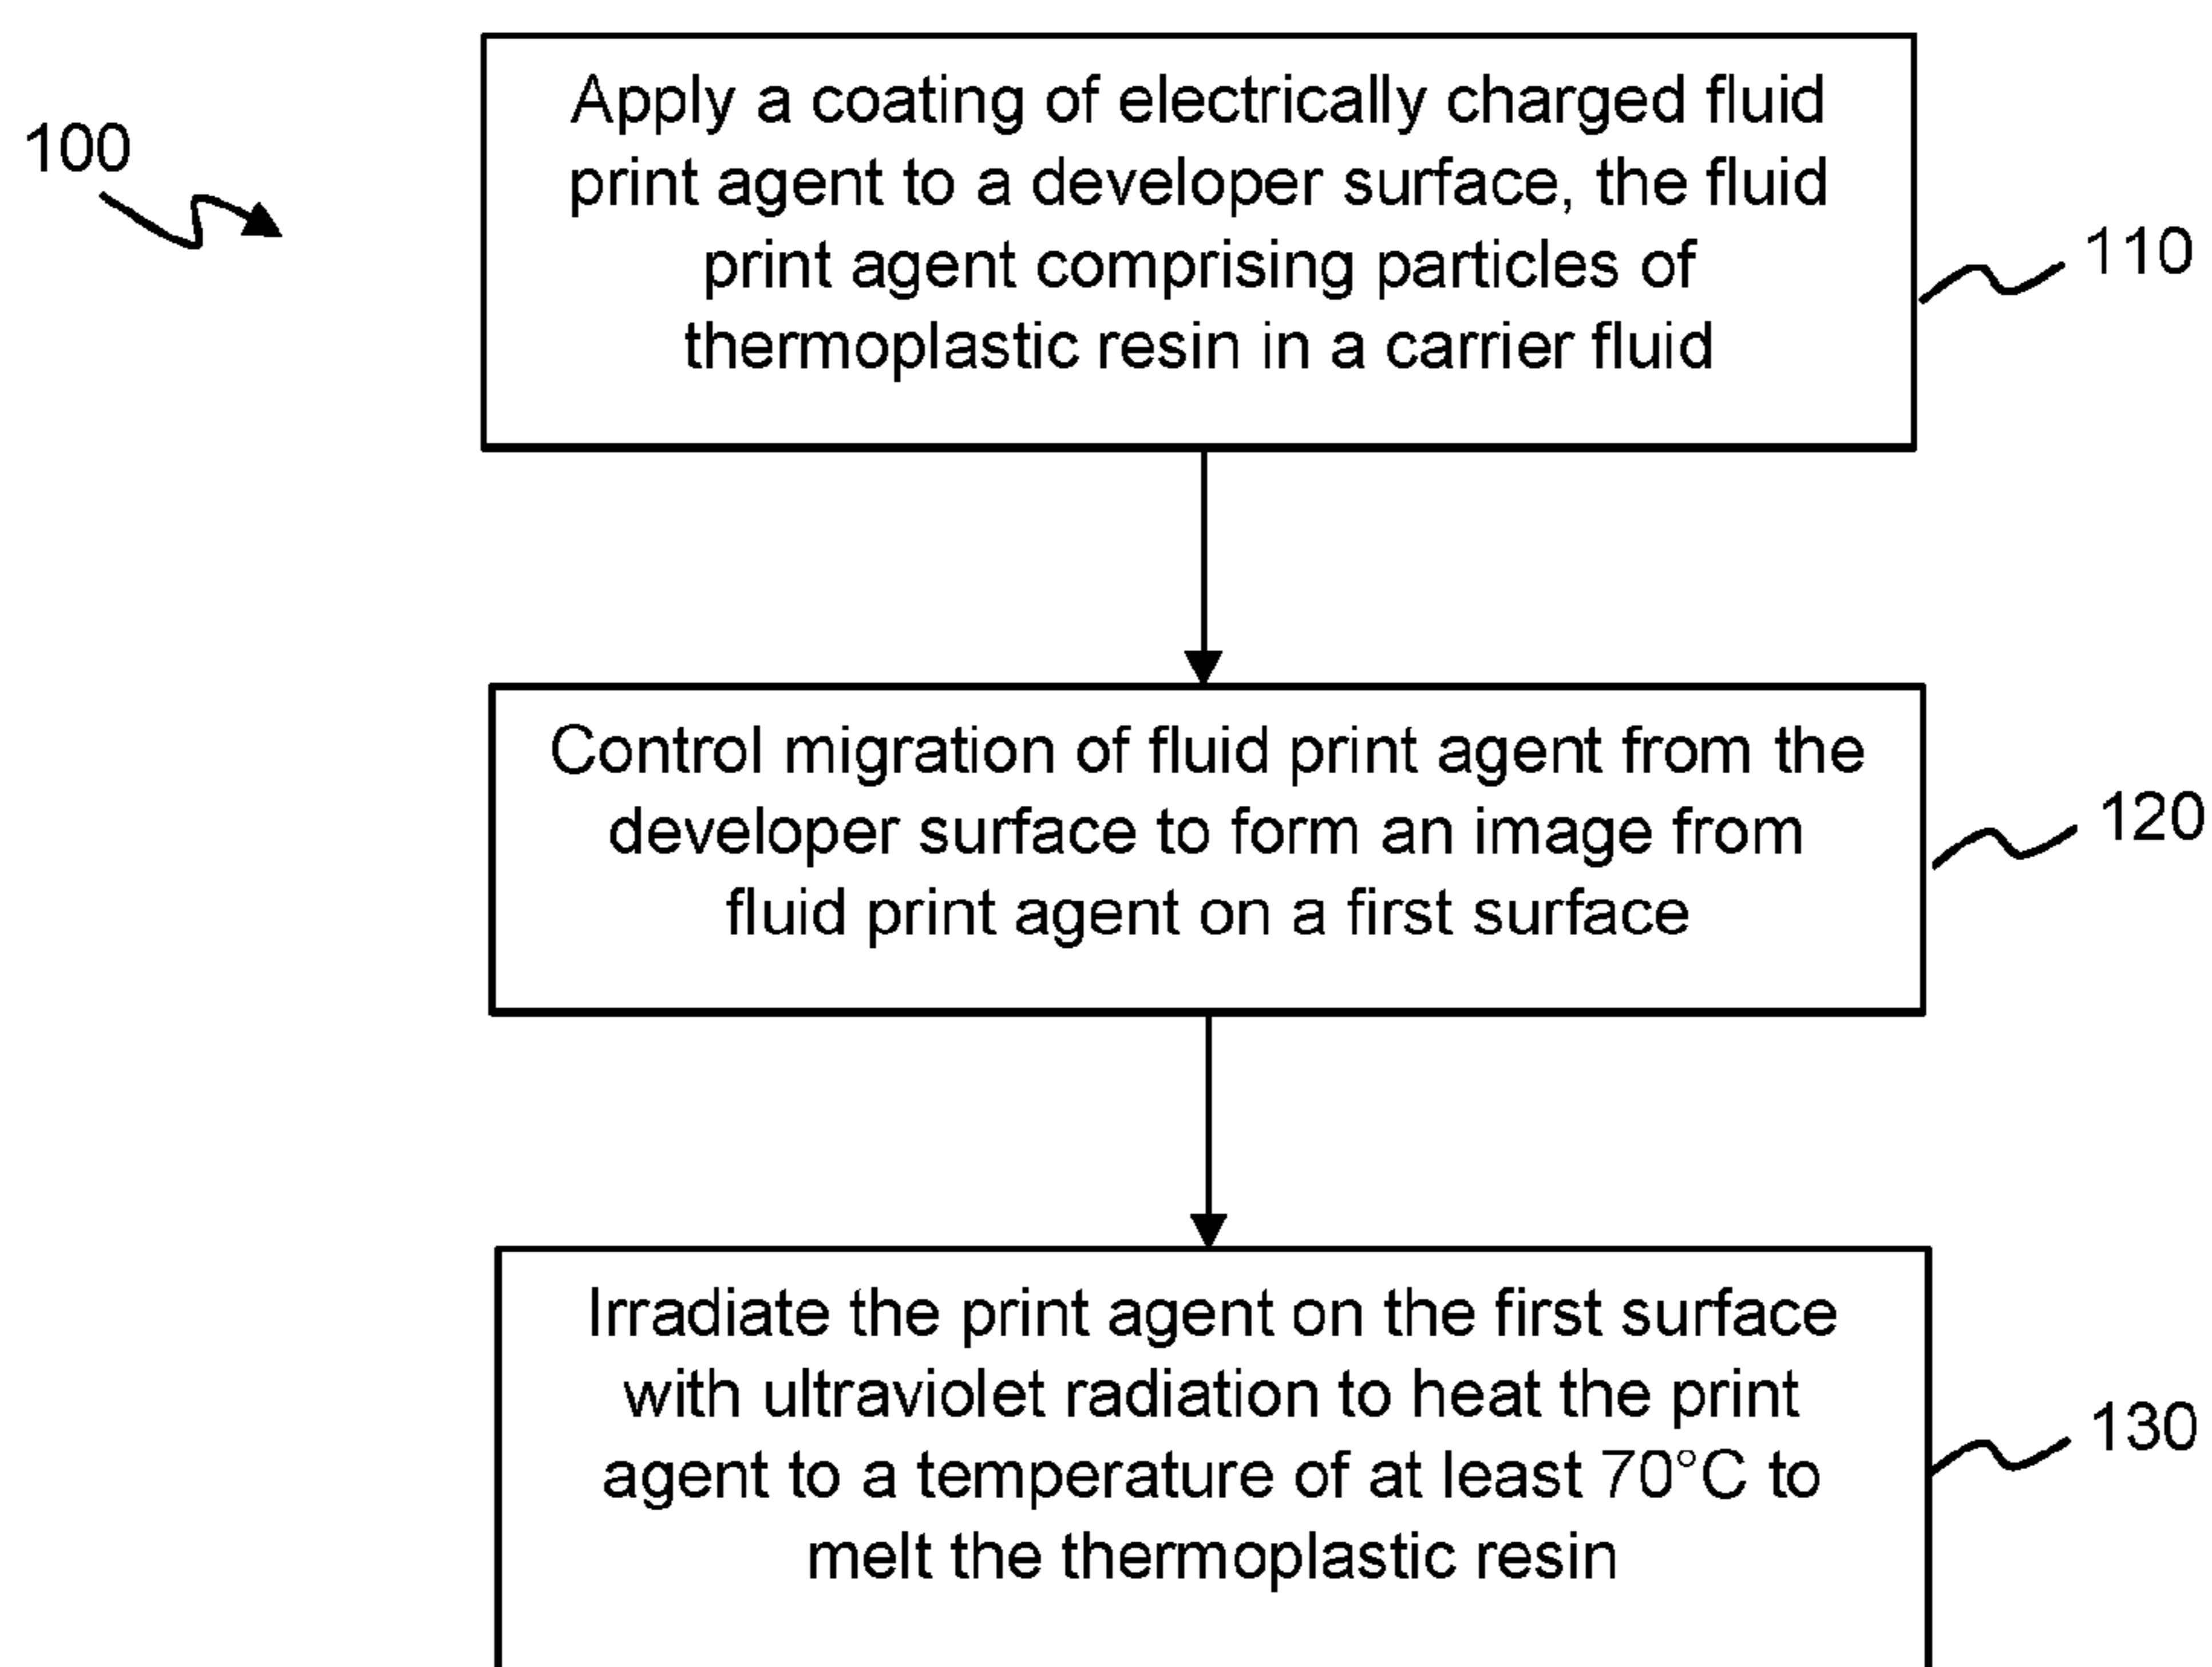 100
Apply a coating of electrically charged fluid
print agent to a developer surface, the fluid
print agent comprising particles of
thermoplastic resin in a carrier fluid
110
Control migration of fluid print agent from the
developer surface to form an image from
fluid print agent on a first surface
120
Irradiate the print agent on the first surface
with ultraviolet radiation to heat the print
agent to a temperature of at least 70°C to
melt the thermoplastic resin
130